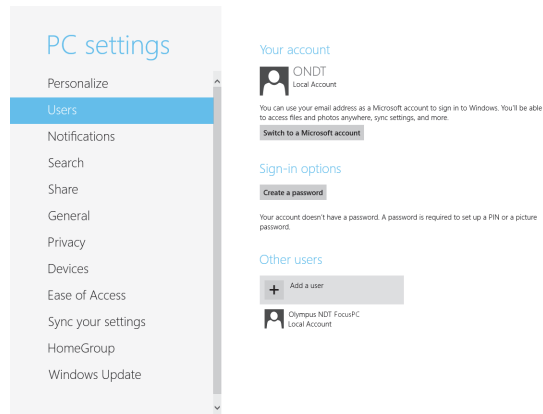 PC settings
Personalize
Users
Notifications
Search
Share
General
Privacy
Devices
Ease of Access
Sync your settings
HomeGroup
Windows Update
Your account
ONDT
Local Account
You can use your email address as a Microsoft account to sign in to Windows. You'll be able
to access files and photos anywhere, sync settings, and more.
Switch to a Microsoft account
Sign-in options
Create a password
Your account doesn't have a password. A password is required to set up a PIN or a picture
password.
Other users
Add a user
Olympus NDT FocusPC
Local Account